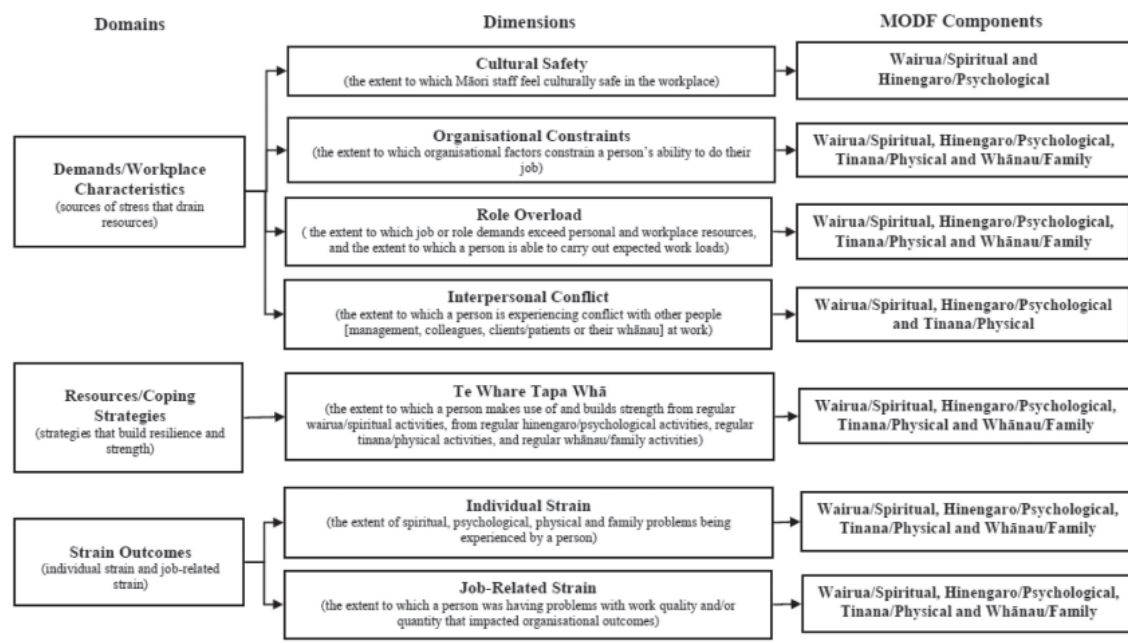 Domains
Dimensions
MODF Components
Demands/Workplace
Characteristics
(sources of stress that drain
resources)
Cultural Safety
(the extent to which Māori staff feel culturally safe in the workplace)
Wairua/Spiritual and
Hinengaro/Psychological
Organisational Constraints
(the extent to which organisational factors constrain a person's ability to do their
job)
Wairua/Spiritual, Hinengaro/Psychological,
Tinana/Physical and Whānau/Family
Role Overload
( the extent to which job or role demands exceed personal and workplace resources,
and the extent to which a person is able to carry out expected work loads)
Wairua/Spiritual, Hinengaro/Psychological,
Tinana/Physical and Whānau/Family
Interpersonal Conflict
(the extent to which a person is experiencing conflict with other people
[management, colleagues, clients/patients or their whānau] at work)
Wairua/Spiritual, Hinengaro/Psychological
and Tinana/Physical
Resources/Coping
Strategies
(strategies that build resilience and
strength)
Te Whare Tapa Whā
(the extent to which a person makes use of and builds strength from regular
wairua/spiritual activities, from regular hinengaro/psychological activities, regular
tinana/physical activities, and regular whānau/family activities)
Wairua/Spiritual, Hinengaro/Psychological,
Tinana/Physical and Whānau/Family
Strain Outcomes
(individual strain and job-related
strain)
Individual Strain
(the extent of spiritual, psychological, physical and family problems being
experienced by a person)
Wairua/Spiritual, Hinengaro/Psychological,
Tinana/Physical and Whānau/Family
Job-Related Strain
(the extent to which a person was having problems with work quality and/or
quantity that impacted organisational outcomes)
Wairua/Spiritual, Hinengaro/Psychological,
Tinana/Physical and Whānau/Family